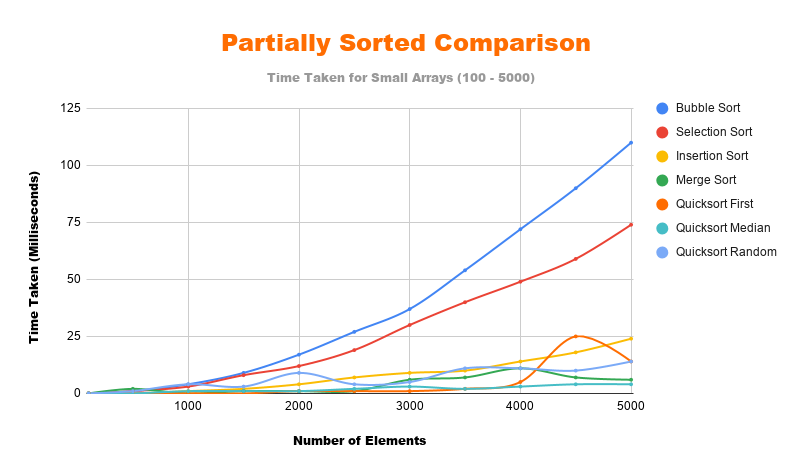 Partially Sorted Comparison
Time Taken for Small Arrays (100 - 5000)
125
100
75
50
25
0
1000
2000
3000
4000
5000
Time Taken (Milliseconds)
Number of Elements
Bubble Sort
Selection Sort
Insertion Sort
Merge Sort
Quicksort First
Quicksort Median
Quicksort Random